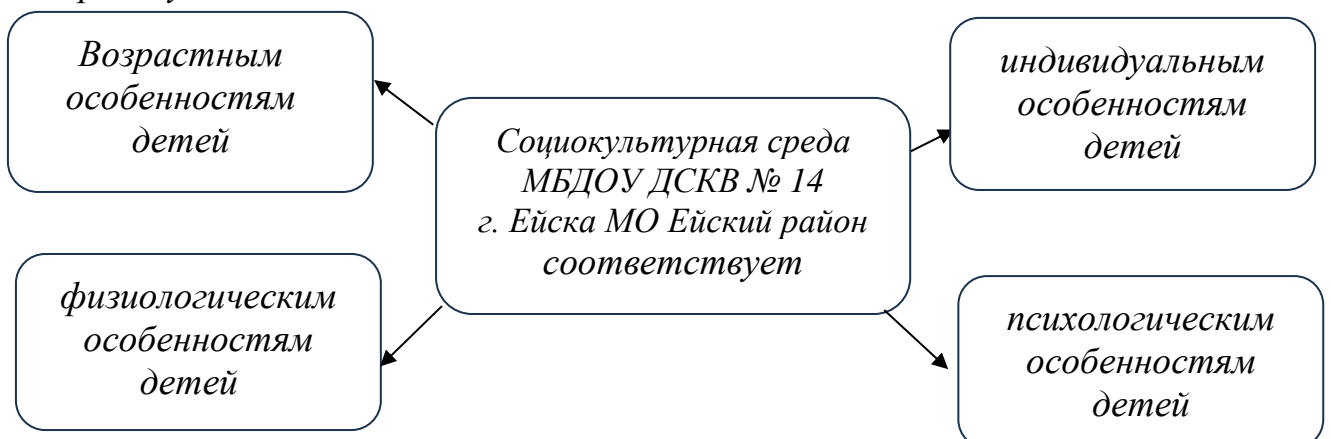 Возрастным
особенностям
детей
индивидуальным
особенностям
детей
Социокультурная среда
МБДОУ ДСКВ № 14
г. Ейска МО Ейский район
соответствует
физиологическим
особенностям
детей
психологическим
особенностям
детей